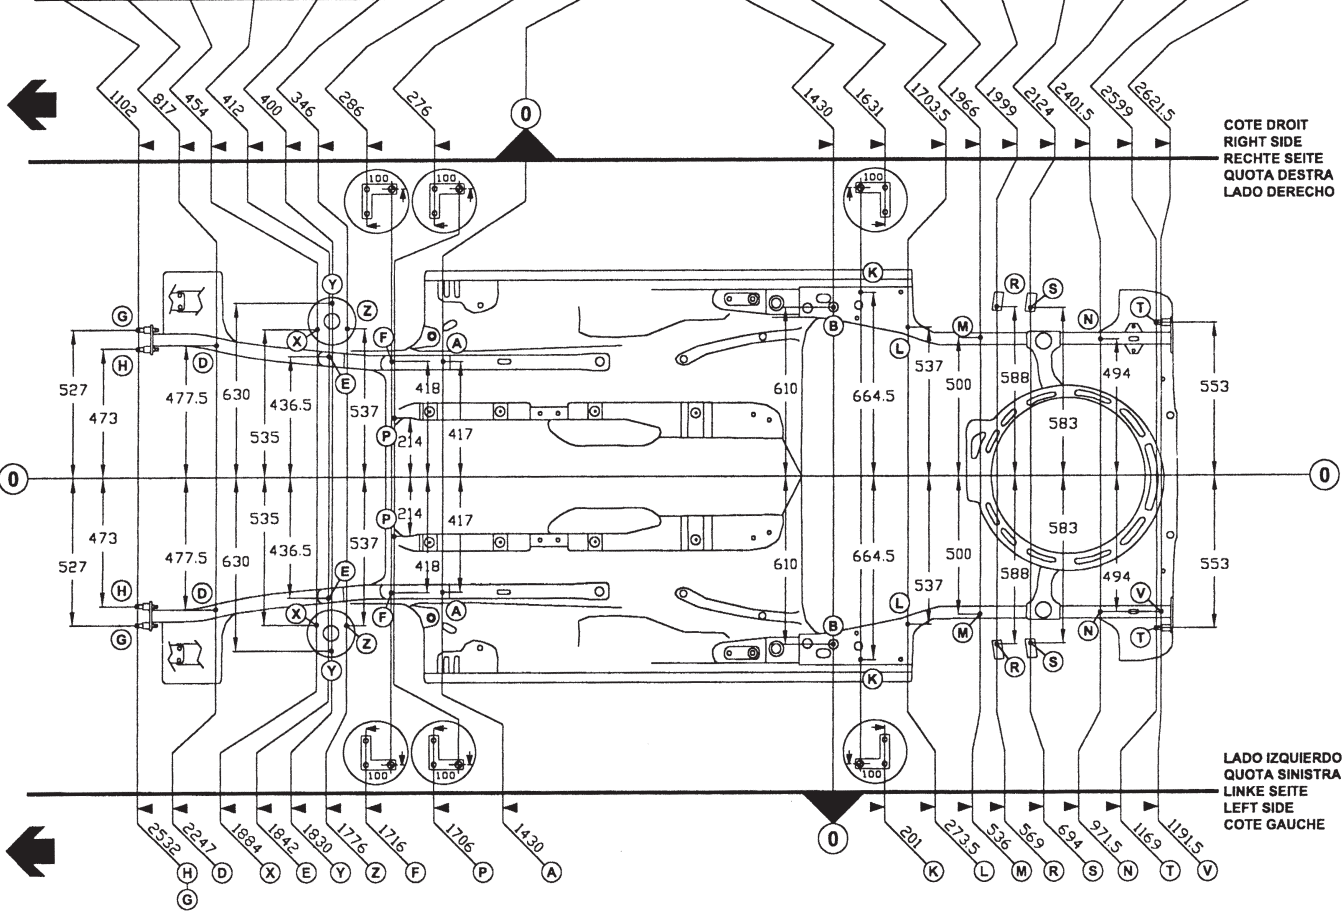 1102 817 454 412 400 346 286 276 1430 1631 1703.5 1966 1999 2124 2401.5 2599 2621.5
0
COTE DROIT
RIGHT SIDE
RECHTE SEITE
QUOTA DESTRA
LADO DERECHO
100 100 100
K
Y R S
G Z N T
X F A B M
H D E L
527 473 477.5 630 535 436.5 537 418 417 610 664.5 537 500 588 583 494 553
P 214
0 0
P 214
527 473 477.5 630 535 436.5 537 418 417 610 664.5 537 500 588 583 494 553
H D E L V
X F A B M N T
G Z S
Y R
K
100 100 100
LADO IZQUIERDO
QUOTA SINISTRA
LINKE SEITE
LEFT SIDE
COTE GAUCHE
0
2532 2247 1884 1842 1830 1776 1716 1706 1430 201 273.5 536 569 694 971.5 1169 1191.5
H D X E Y Z F P A K L M R S N T V
G